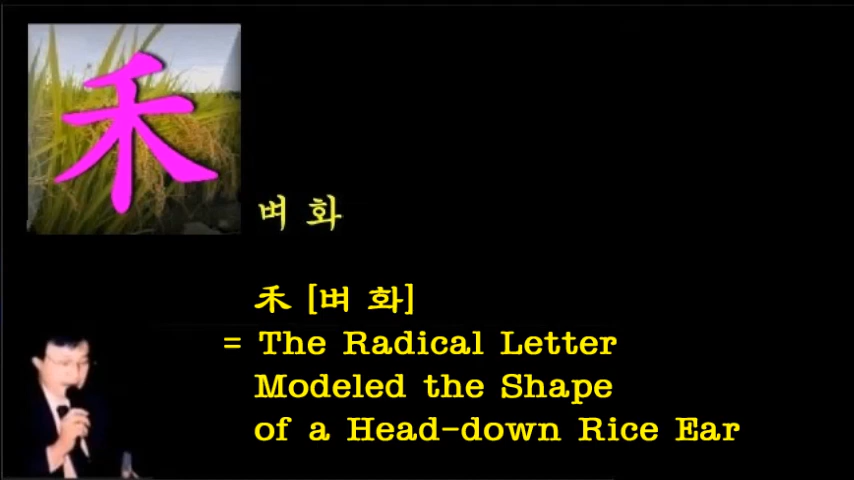 禾
벼 화
禾 [벼 화]
= The Radical Letter
Modeled the Shape
of a Head-down Rice Ear